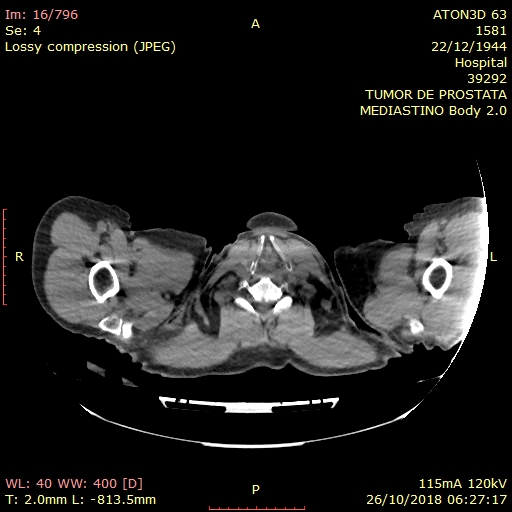 Im: 16/796
Se: 4
Lossy compression (JPEG)
A
ATON3D 63
1581
22/12/1944
Hospital
39292
TUMOR DE PROSTATA
MEDIASTINO Body 2.0
R
L
WL: 40 WW: 400 [D]
T: 2.0mm L: -813.5mm
P
115mA 120kV
26/10/2018 06:27:17